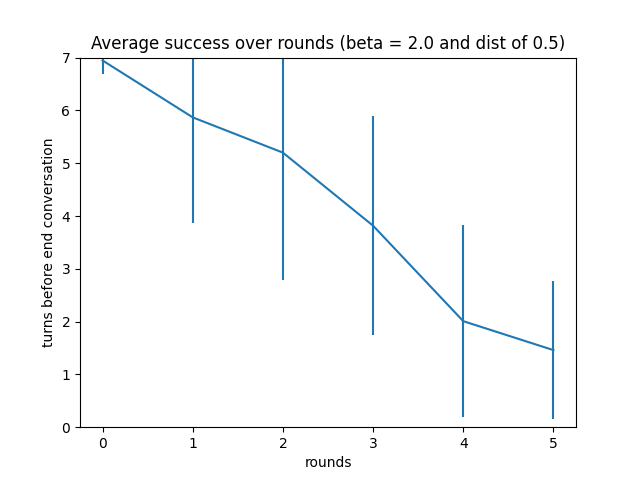 Average success over rounds (beta = 2.0 and dist of 0.5)
turns before end conversation
7
6
5
4
3
2
1
0
0 1 2 3 4 5
rounds